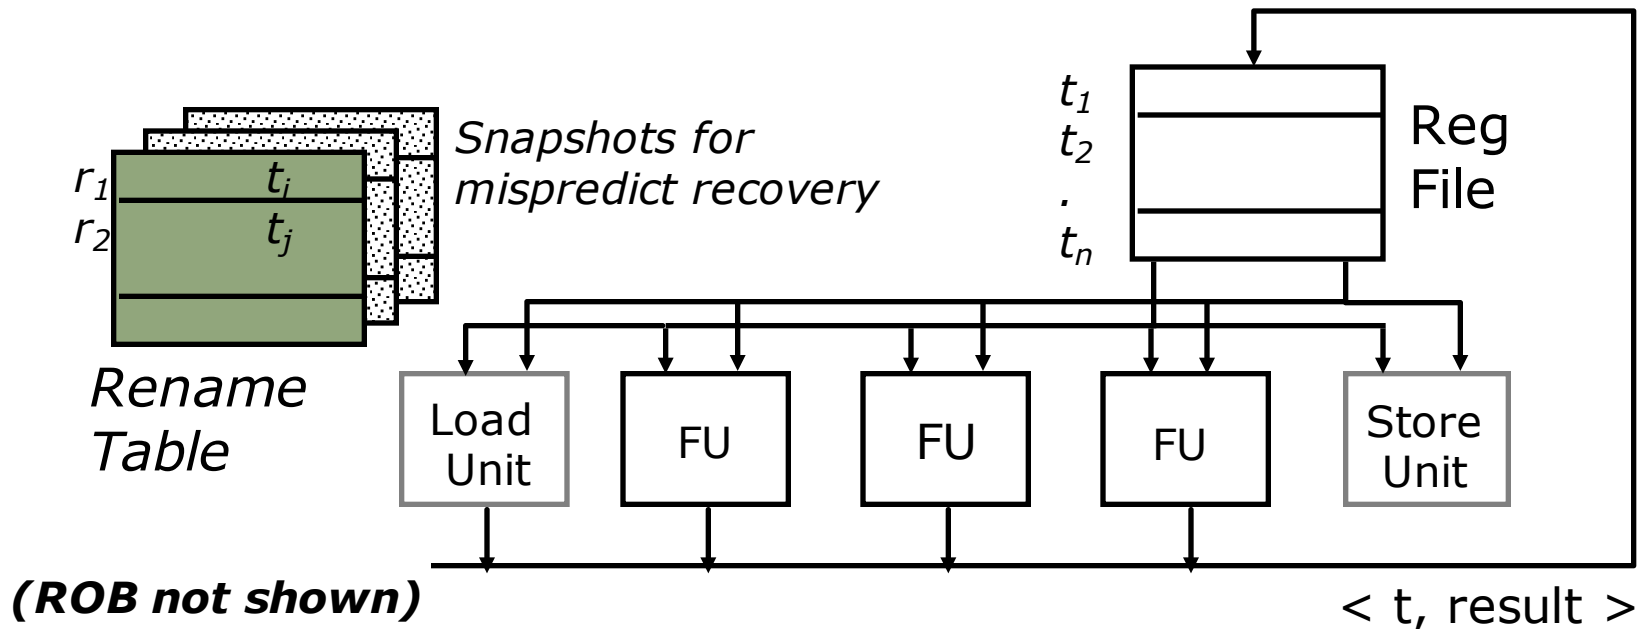 t1
t2
.
tn
Reg
File
Snapshots for
mispredict recovery
r1 ti
r2 tj
Rename
Table
Load
Unit
FU
FU
FU
Store
Unit
(ROB not shown)
< t, result >